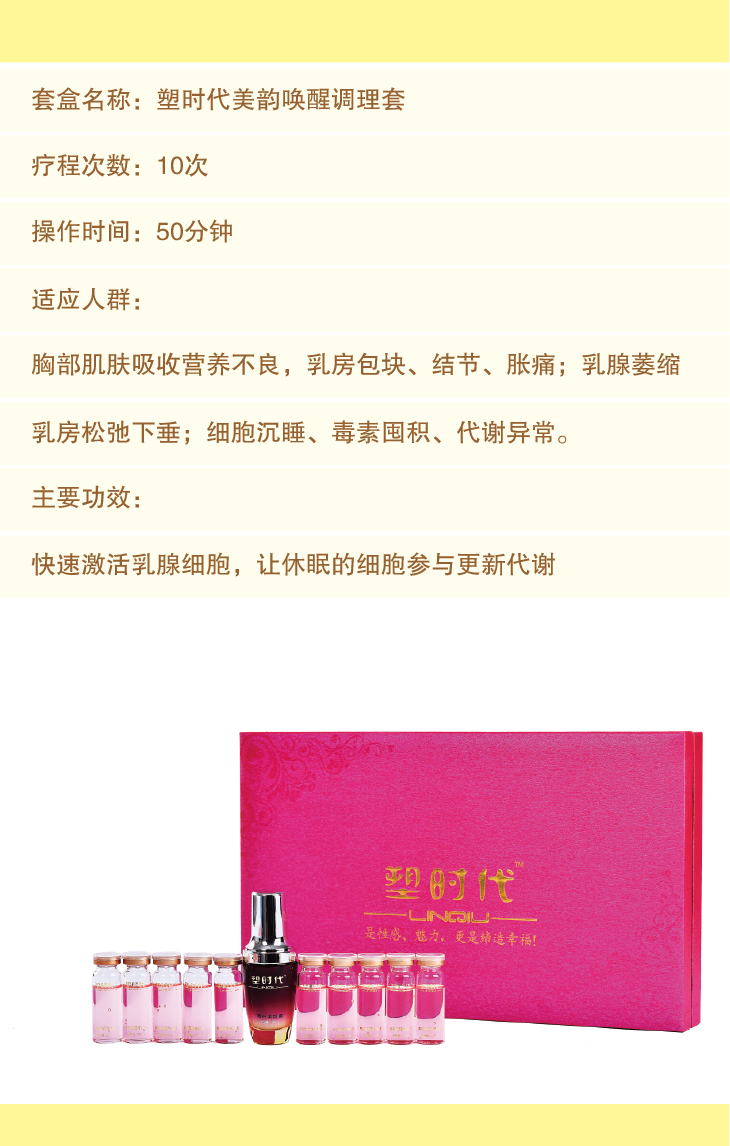 套盒名称：塑时代美韵唤醒调理套
疗程次数：10次
操作时间：50分钟
适应人群：
胸部肌肤吸收营养不良，乳房包块、结节、胀痛；乳腺萎缩
乳房松弛下垂；细胞沉睡、毒素囤积、代谢异常。
主要功效：
快速激活乳腺细胞，让休眠的细胞参与更新代谢
塑时代™
LINQIU
是性感、魅力，更是缔造幸福！
塑时代
LINQIU